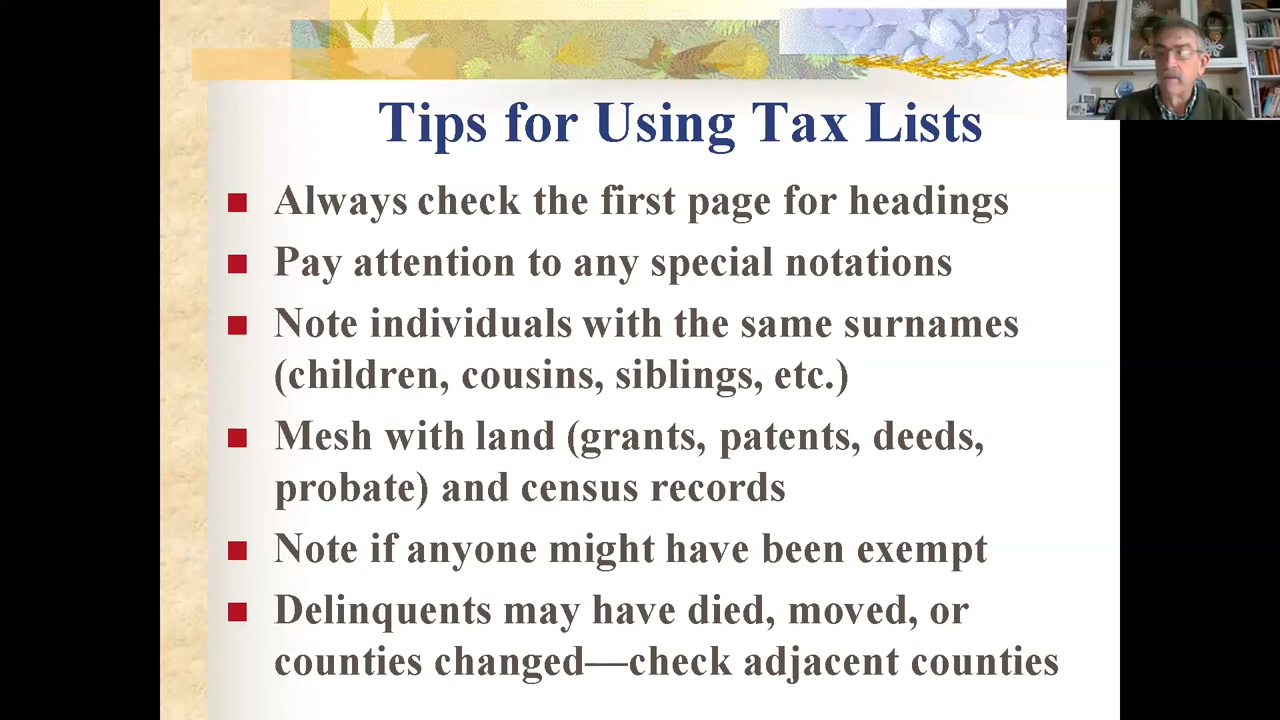 Tips for Using Tax Lists
Always check the first page for headings
Pay attention to any special notations
Note individuals with the same surnames
(children, cousins, siblings, etc.)
Mesh with land (grants, patents, deeds,
probate) and census records
Note if anyone might have been exempt
Delinquents may have died, moved, or
counties changed—check adjacent counties